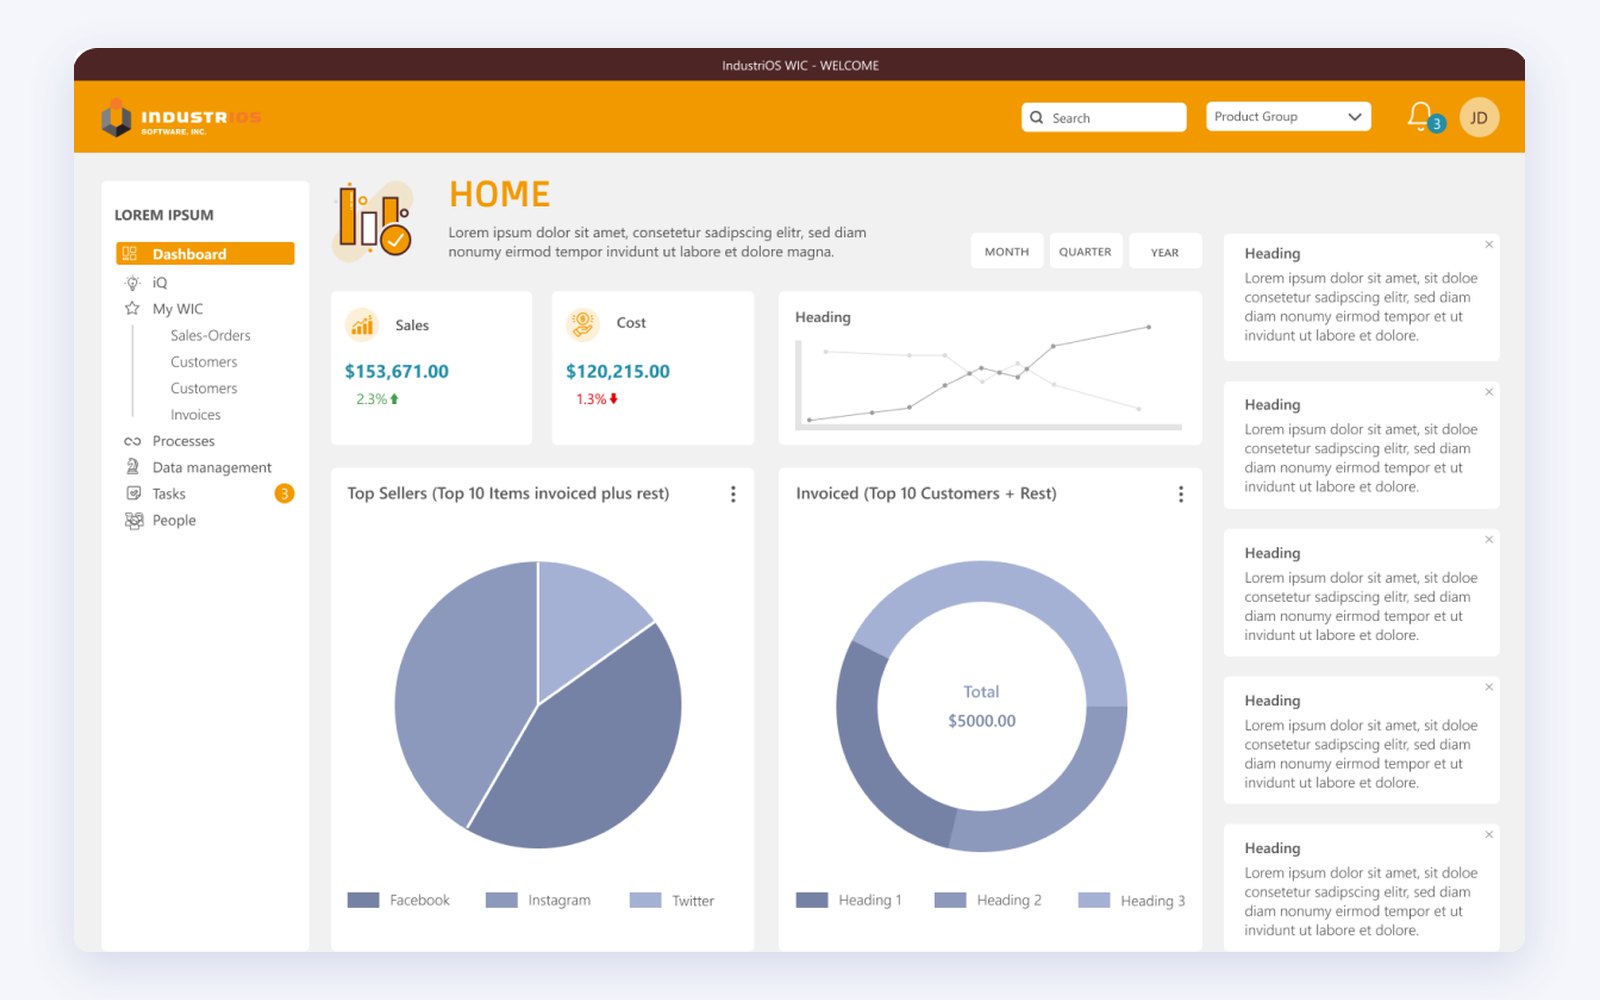 IndustriOS WIC - WELCOME
INDUSTRIOS
SOFTWARE, INC.
Search
Product Group
3
JD
LOREM IPSUM
Dashboard
iQ
My WIC
Sales-Orders
Customers
Customers
Invoices
Processes
Data management
Tasks
3
People
HOME
Lorem ipsum dolor sit amet, consetetur sadipscing elitr, sed diam
nonumy eirmod tempor invidunt ut labore et dolore magna.
MONTH
QUARTER
YEAR
Sales
$153,671.00
2.3%
Cost
$120,215.00
1.3%
Heading
Top Sellers (Top 10 Items invoiced plus rest)
Facebook
Instagram
Twitter
Invoiced (Top 10 Customers + Rest)
Total
$5000.00
Heading 1
Heading 2
Heading 3
Heading
Lorem ipsum dolor sit amet, sit doloe
consetetur sadipscing elitr, sed diam
diam nonumy eirmod tempor et ut
invidunt ut labore et dolore.
Heading
Lorem ipsum dolor sit amet, sit doloe
consetetur sadipscing elitr, sed diam
diam nonumy eirmod tempor et ut
invidunt ut labore et dolore.
Heading
Lorem ipsum dolor sit amet, sit doloe
consetetur sadipscing elitr, sed diam
diam nonumy eirmod tempor et ut
invidunt ut labore et dolore.
Heading
Lorem ipsum dolor sit amet, sit doloe
consetetur sadipscing elitr, sed diam
diam nonumy eirmod tempor et ut
invidunt ut labore et dolore.
Heading
Lorem ipsum dolor sit amet, sit doloe
consetetur sadipscing elitr, sed diam
diam nonumy eirmod tempor et ut
invidunt ut labore et dolore.